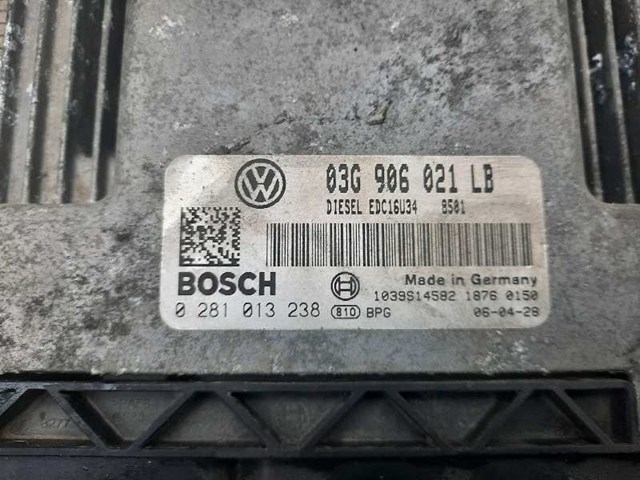 03G 906 021 LB
DIESEL EDC16U34 8501
BOSCH
Made in Germany
1039S14582 1876 0150
0 281 013 238 810 BPG 06-04-28